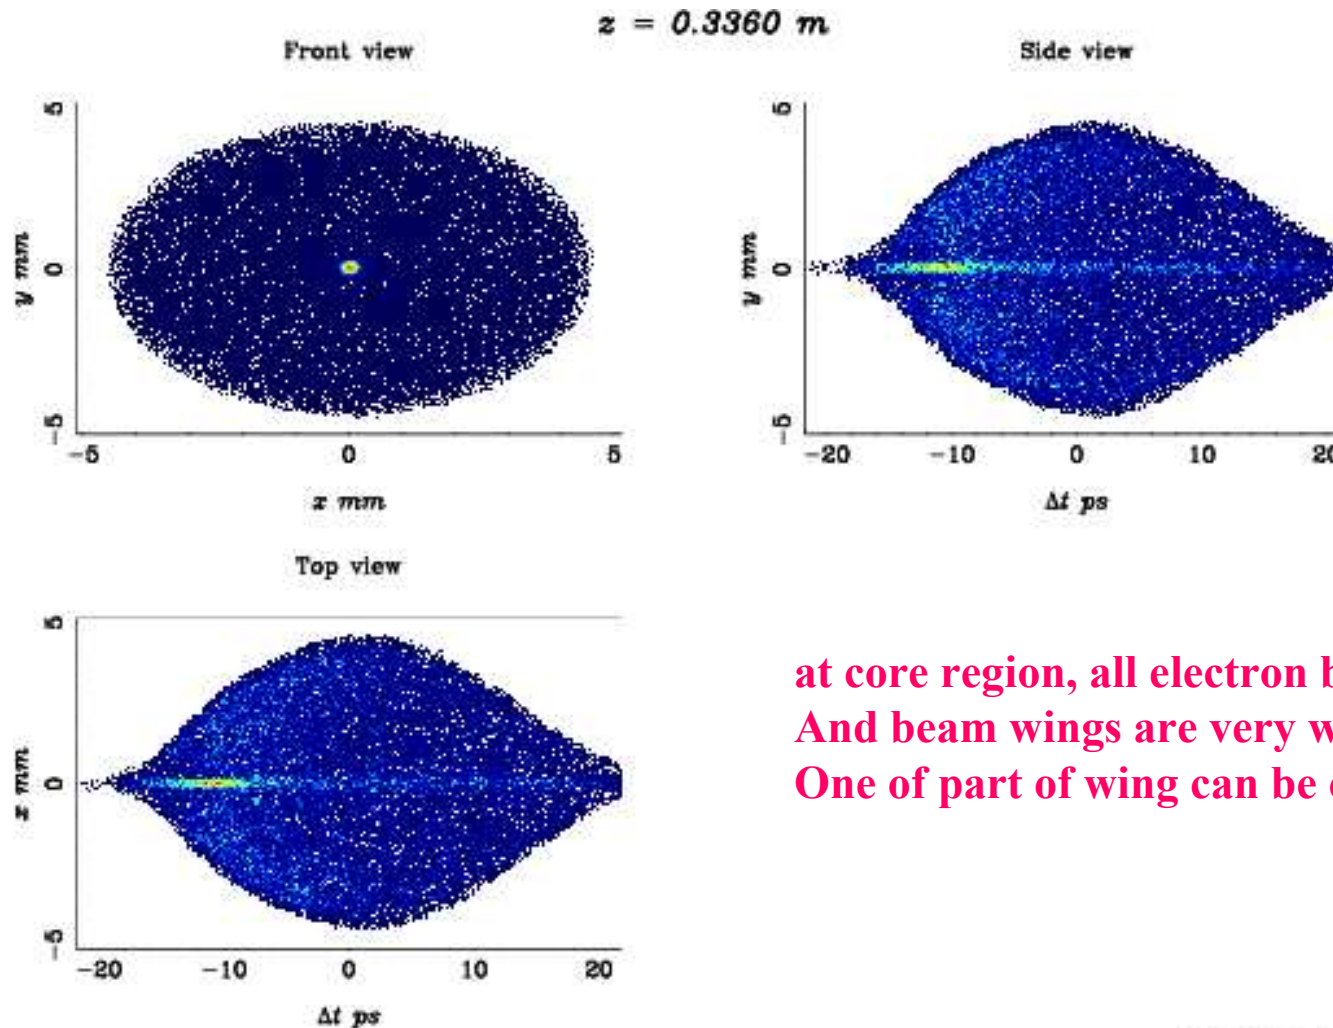 z = 0.3360 m
Front view
5
0
-5
y mm
-5 0 5
x mm
Side view
5
0
-5
y mm
-20 -10 0 10
Δt ps
Top view
5
0
-5
x mm
-20 -10 0 10 20
Δt ps
at core region, all electron
And beam wings are very
One of part of wing can be